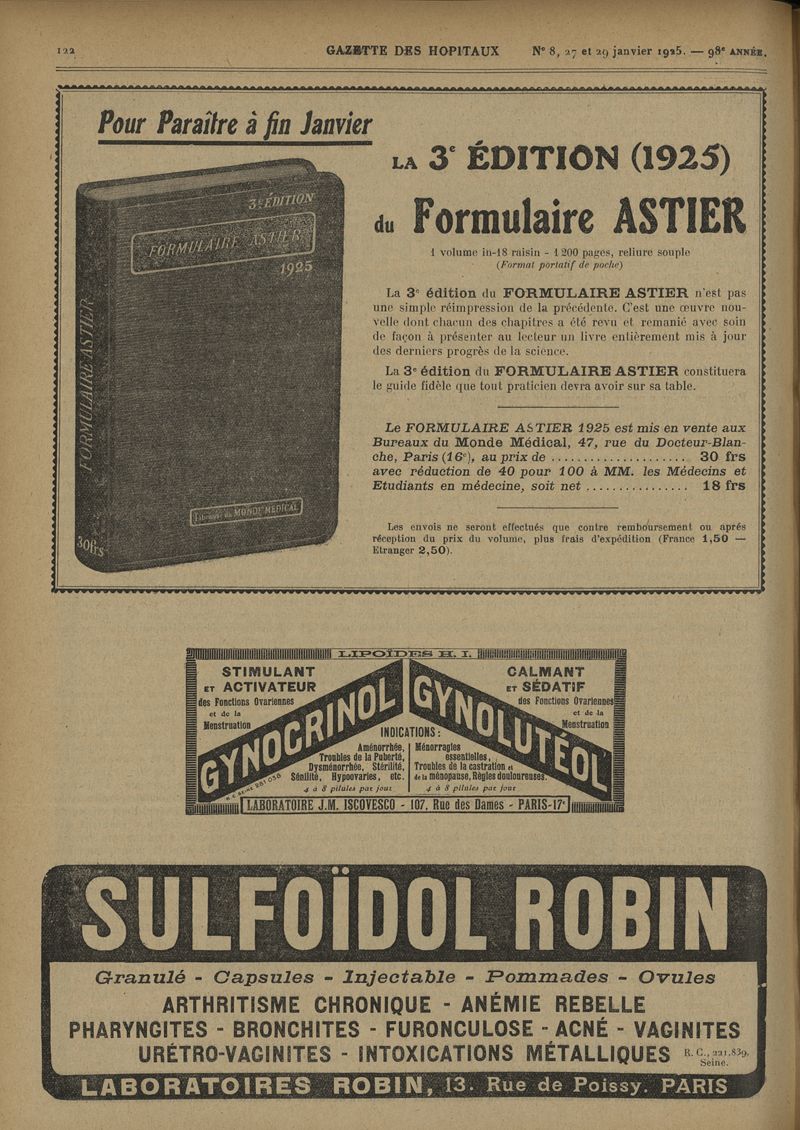 122
GAZETTE DES HOPITAUX
N° 8, 27 et 29 janvier 1925. — 98e ANNÉE.
Pour Paraître à fin Janvier
3e ÉDITION
FORMULAIRE ASTIER
1925
FORMULAIRE ASTIER
Librairie du MONDE MÉDICAL
30frs
LA 3e ÉDITION (1925)
du Formulaire ASTIER
1 volume in-18 raisin - 1 200 pages, reliure souple
(Format portatif de poche)
La 3e édition du FORMULAIRE ASTIER n'est pas
une simple réimpression de la précédente. C'est une œuvre nou-
velle dont chacun des chapitres a été revu et remanié avec soin
de façon à présenter au lecteur un livre entièrement mis à jour
des derniers progrès de la science.
La 3e édition du FORMULAIRE ASTIER constituera
le guide fidèle que tout praticien devra avoir sur sa table.
Le FORMULAIRE ASTIER 1925 est mis en vente aux
Bureaux du Monde Médical, 47, rue du Docteur-Blan-
che, Paris (16e), au prix de ..................... 30 frs
avec réduction de 40 pour 100 à MM. les Médecins et
Etudiants en médecine, soit net ................ 18 frs
Les envois ne seront effectués que contre remboursement ou après
réception du prix du volume, plus frais d'expédition (France 1,50 —
Etranger 2,50).
LIPOÏDES H. I.
STIMULANT
ET ACTIVATEUR
des Fonctions Ovariennes
et de la
Menstruation
GYNOCRINOL
CALMANT
ET SÉDATIF
des Fonctions Ovariennes
et de la
Menstruation
GYNOLUTÉOL
INDICATIONS:
Aménorrhée,
Troubles de la Puberté,
Dysménorrhée, Stérilité,
Sénilité, Hypoovaries, etc.
4 à 8 pilules par jour
Ménorragies
essentielles,
Troubles de la castration et
de la ménopause, Règles douloureuses.
4 à 8 pilules par jour
LABORATOIRE J.M. ISCOVESCO - 107, Rue des Dames - PARIS-17e
SULFOÏDOL ROBIN
Granulé - Capsules - Injectable - Pommades - Ovules
ARTHRITISME CHRONIQUE - ANÉMIE REBELLE
PHARYNGITES - BRONCHITES - FURONCULOSE - ACNÉ - VAGINITES
URÉTRO-VAGINITES - INTOXICATIONS MÉTALLIQUES
R. C., 221.839.
Seine.
LABORATOIRES ROBIN, 13. Rue de Poissy. PARIS